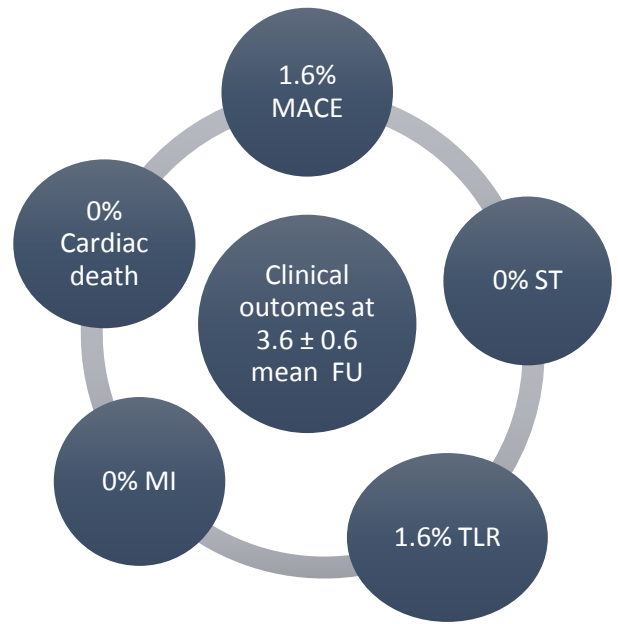 1.6%
MACE
0%
Cardiac
death
Clinical
outomes at
3.6 ± 0.6
mean FU
0% ST
0% MI
1.6% TLR